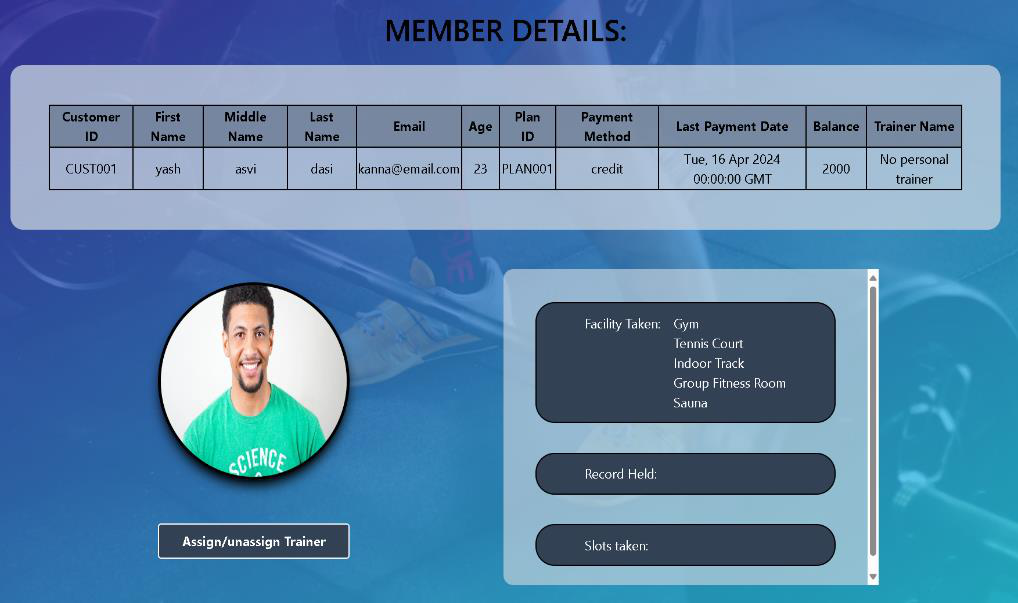 MEMBER DETAILS:
Customer ID First Name Middle Name Last Name Email Age Plan ID Payment Method Last Payment Date Balance Trainer Name
CUST001 yash asvi dasi kanna@email.com 23 PLAN001 credit Tue, 16 Apr 2024 00:00:00 GMT 2000 No personal trainer
SCIENCE
Assign/unassign Trainer
Facility Taken: Gym
Tennis Court
Indoor Track
Group Fitness Room
Sauna
Record Held:
Slots taken: